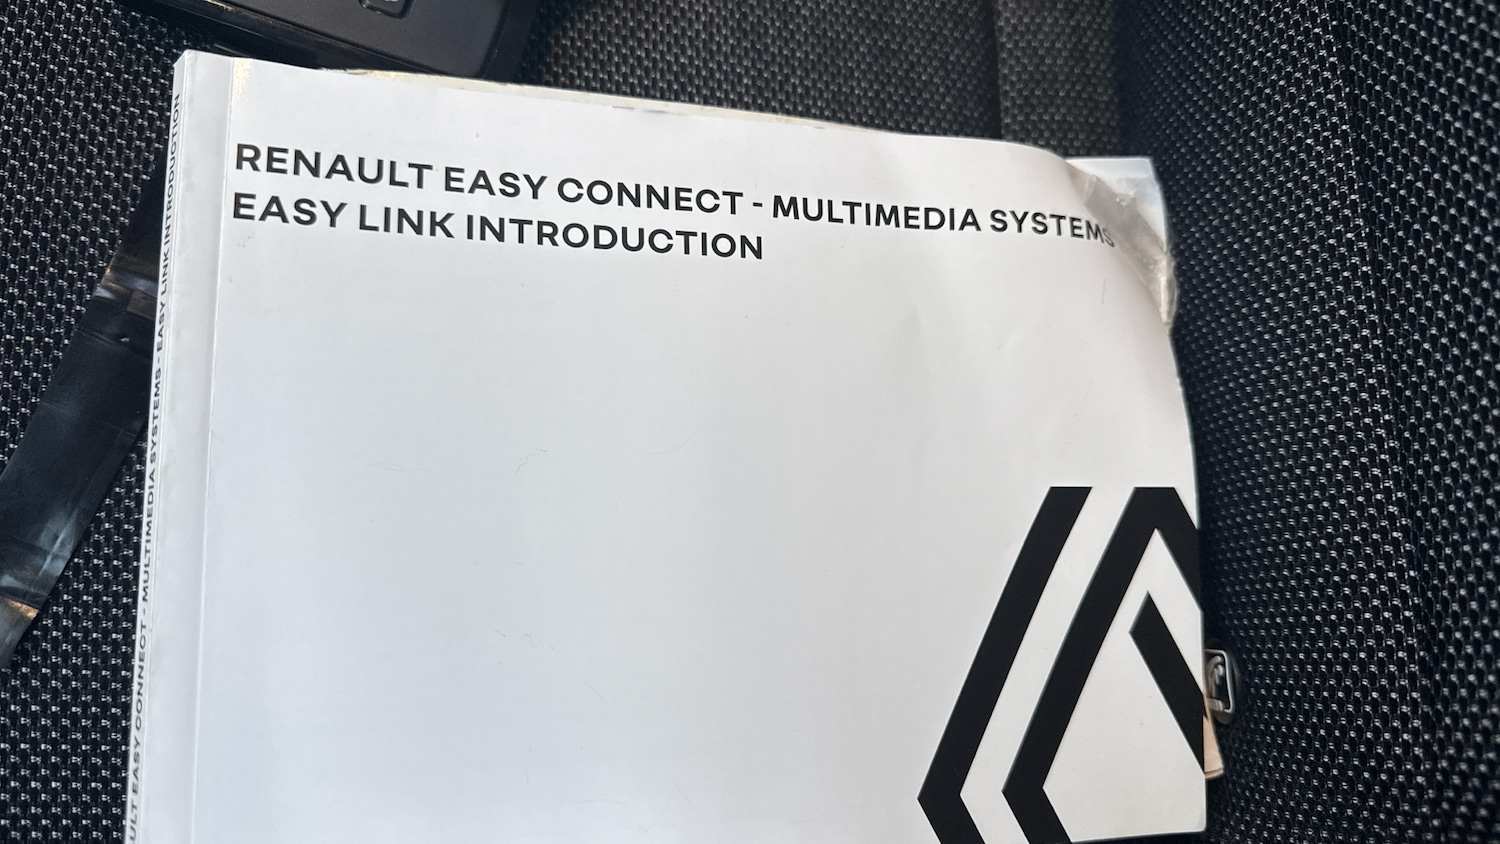 RENAULT EASY CONNECT - MULTIMEDIA SYSTEMS
EASY LINK INTRODUCTION
ULT EASY CONNECT - MULTIMEDIA SYSTEMS - EASY LINK INTRODUCTION